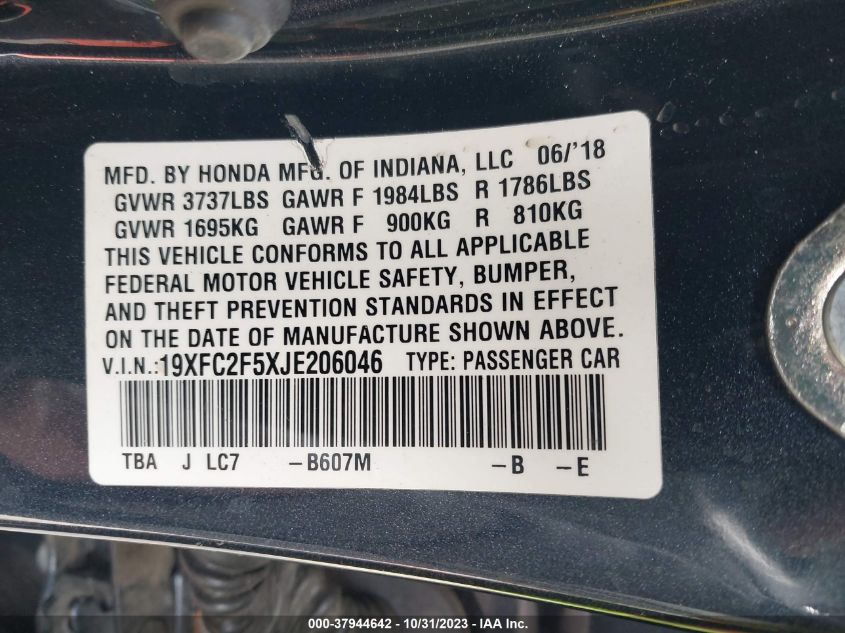 MFD. BY HONDA MFG. OF INDIANA, LLC 06/'18
GVWR 3737LBS GAWR F 1984LBS R 1786LBS
GVWR 1695KG GAWR F 900KG R 810KG
THIS VEHICLE CONFORMS TO ALL APPLICABLE
FEDERAL MOTOR VEHICLE SAFETY, BUMPER,
AND THEFT PREVENTION STANDARDS IN EFFECT
ON THE DATE OF MANUFACTURE SHOWN ABOVE.
V.I.N.:19XFC2F5XJE206046 TYPE: PASSENGER CAR
TBA J LC7 –B607M –B –E
000-37944642 - 10/31/2023 - IAA Inc.